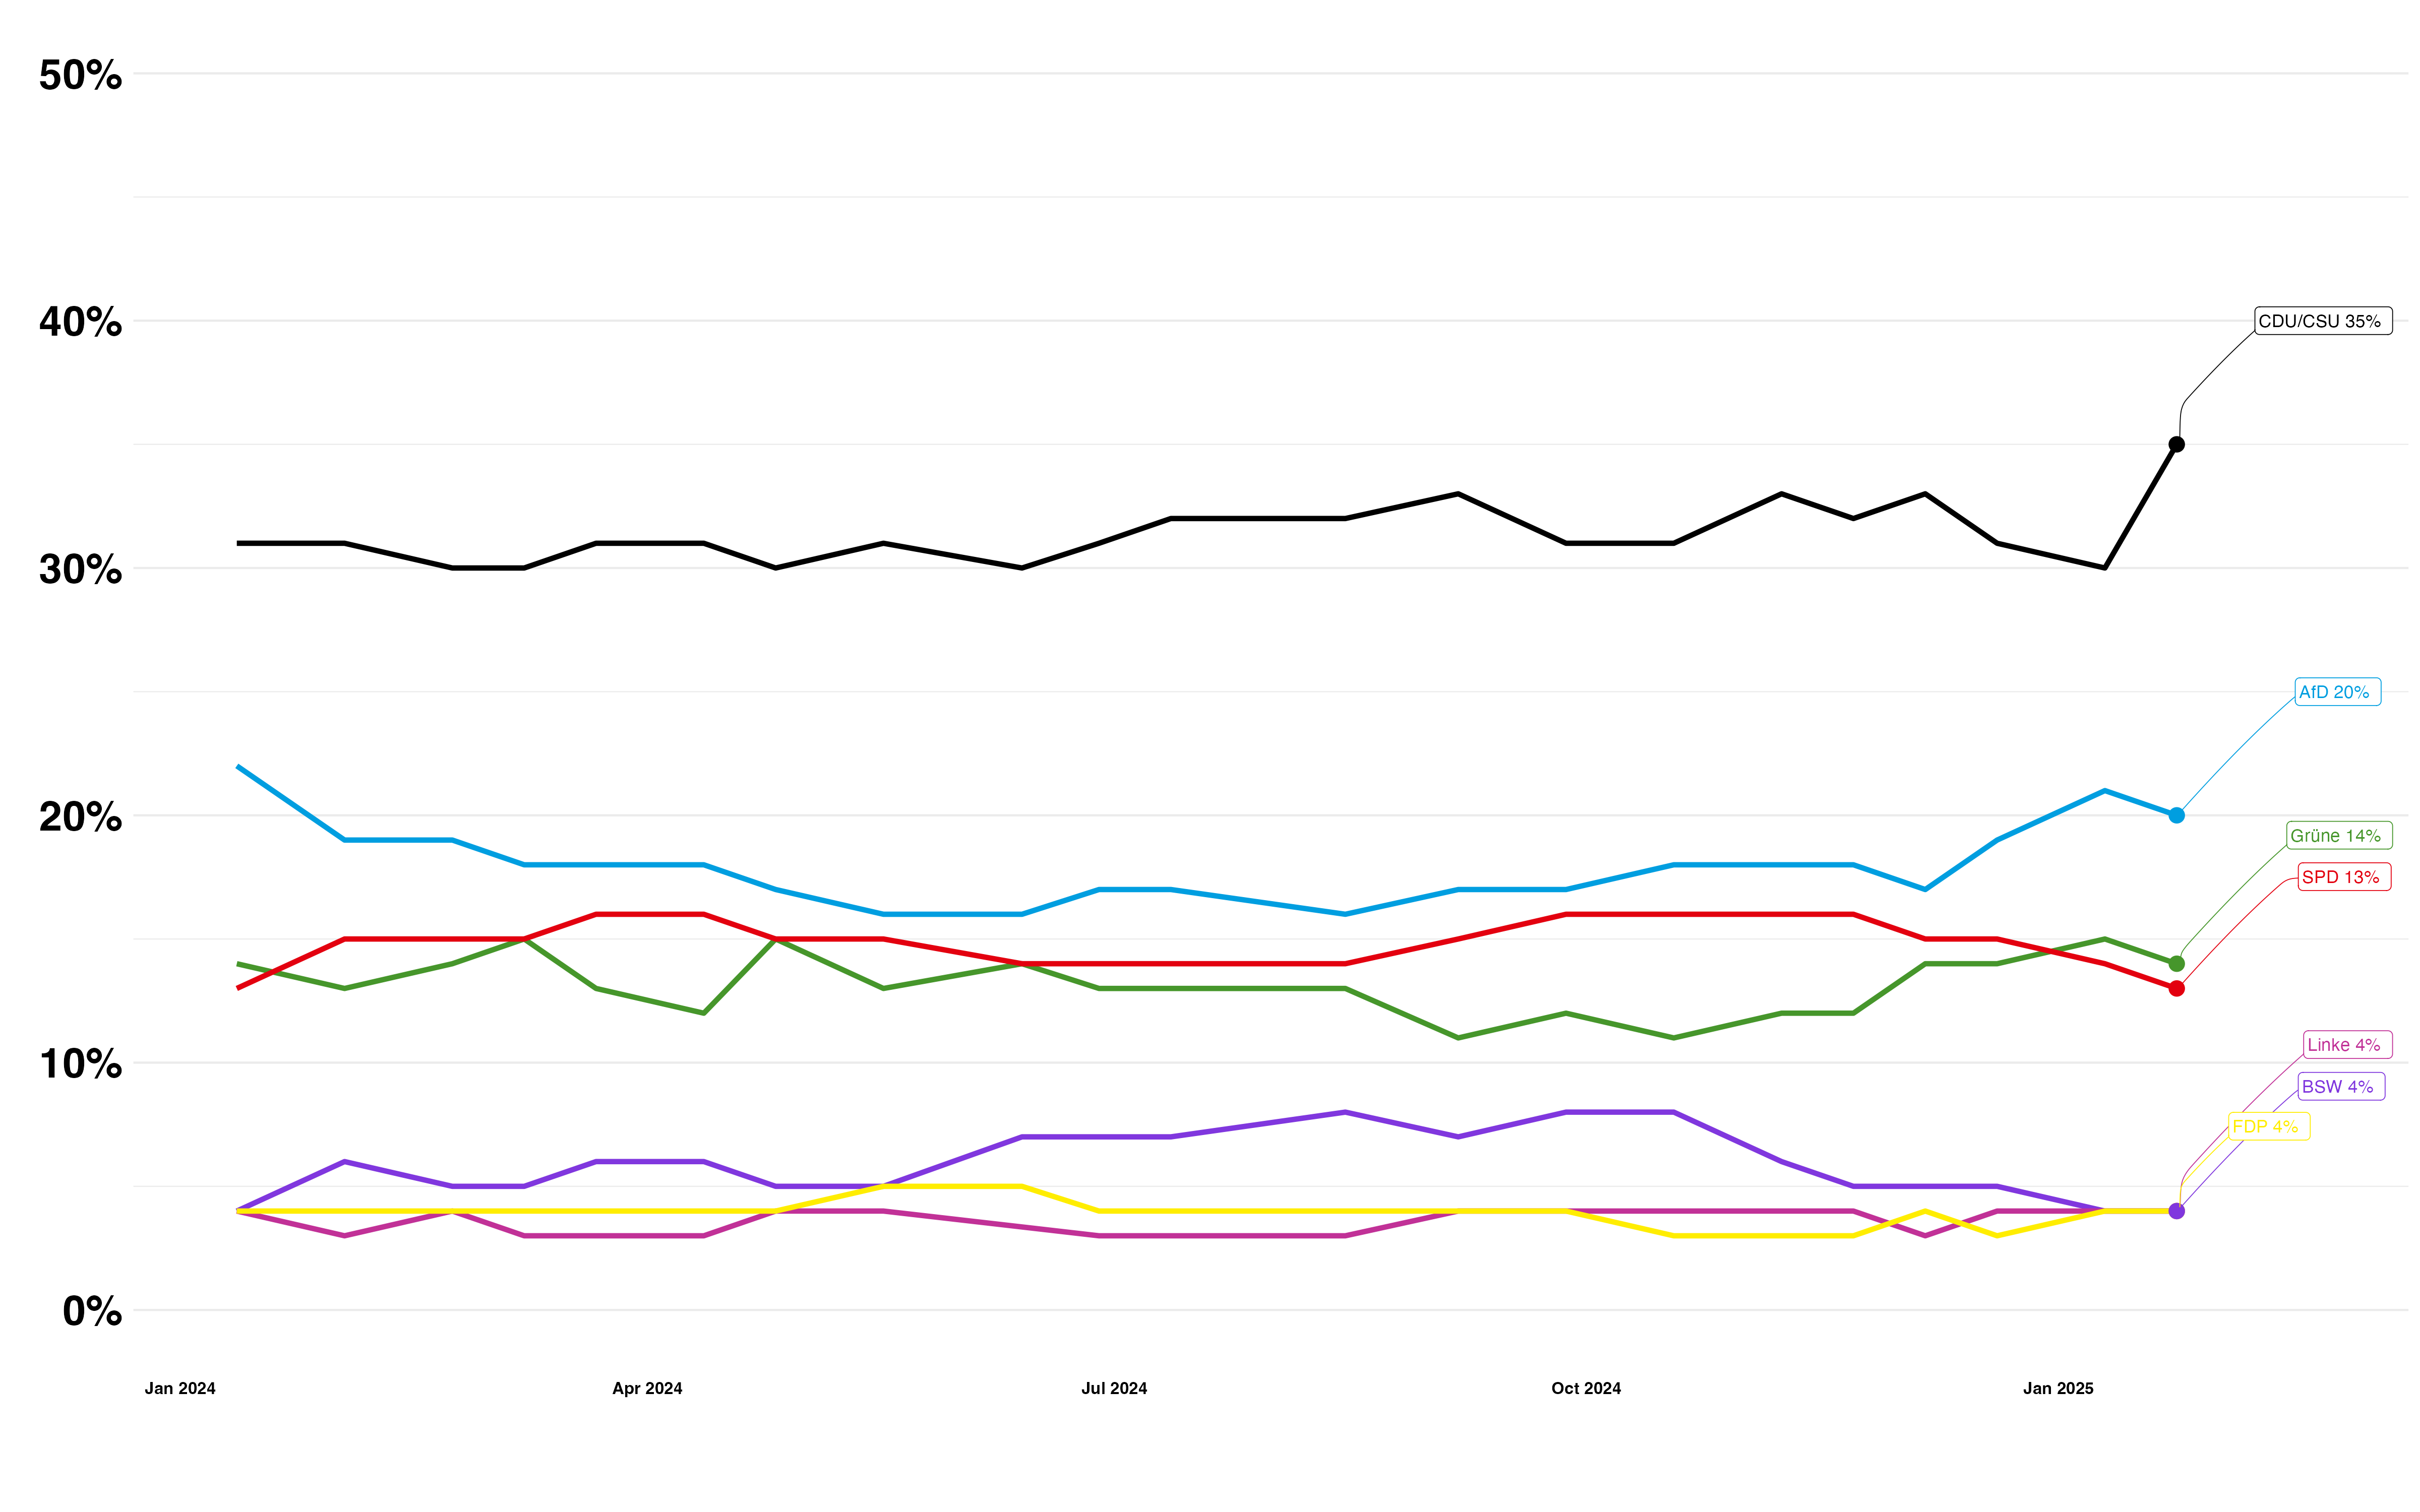 50%
40%
CDU/CSU 35%
30%
AfD 20%
20%
Grüne 14%
SPD 13%
10%
Linke 4%
BSW 4%
FDP 4%
0%
Jan 2024 Apr 2024 Jul 2024 Oct 2024 Jan 2025